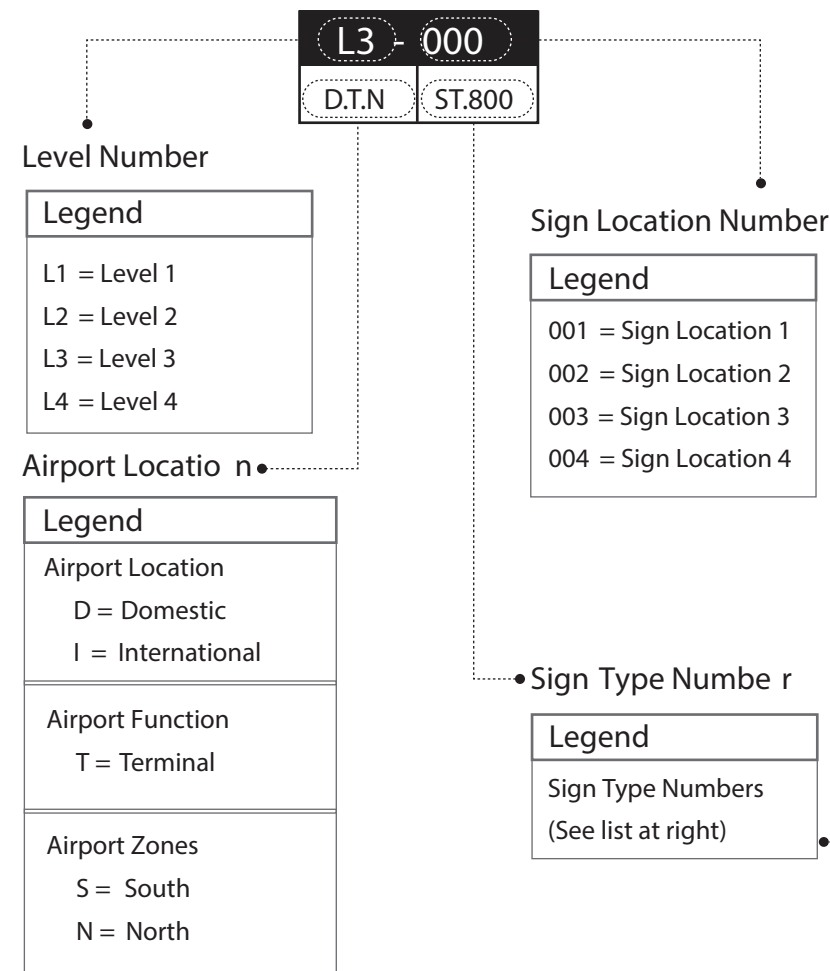 L3 - 000
D.T.N ST.800
Level Number
Legend
L1 = Level 1
L2 = Level 2
L3 = Level 3
L4 = Level 4
Airport Locatio n
Legend
Airport Location
D = Domestic
I = International
Airport Function
T = Terminal
Airport Zones
S = South
N = North
Sign Location Number
Legend
001 = Sign Location 1
002 = Sign Location 2
003 = Sign Location 3
004 = Sign Location 4
Sign Type Numbe r
Legend
Sign Type Numbers
(See list at right)